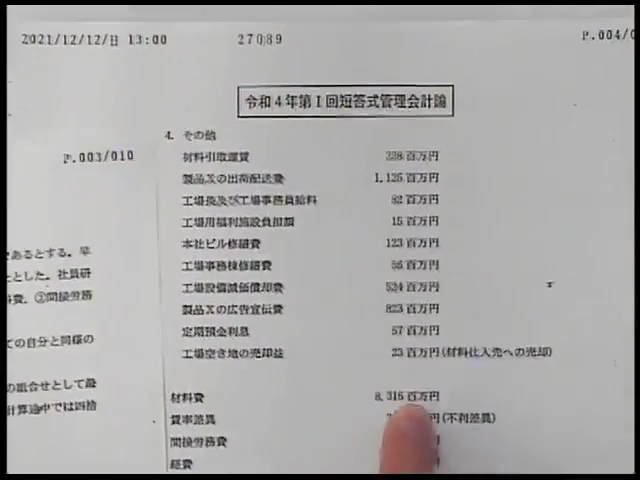 2021/12/12/日 13:00
27089
P.004/0
令和4年第Ⅰ回短答式管理会計論
P.003/010
であるとする。早
とした。社員研
費、②間接労務
ての自分と同様の
の組合せとして最
計算途中では四捨
4. その他
材料引取運賃 228 百万円
製品Xの出荷配送費 1,125 百万円
工場長及び工場事務員給料 82 百万円
工場用福利施設負担額 15 百万円
本社ビル修繕費 123 百万円
工場事務棟修繕費 56 百万円
工場設備減価償却費 524 百万円
製品Xの広告宣伝費 823 百万円
定期預金利息 57 百万円
工場空き地の売却益 23 百万円(材料仕入先への売却)
材料費 8,316 百万円
賃率差異 円(不利差異)
間接労務費
経費